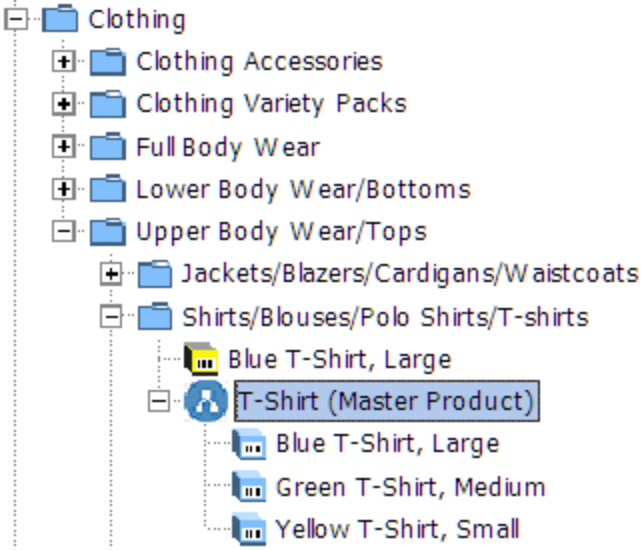 Clothing
Clothing Accessories
Clothing Variety Packs
Full Body Wear
Lower Body Wear/Bottoms
Upper Body Wear/Tops
Jackets/Blazers/Cardigans/Waistcoats
Shirts/Blouses/Polo Shirts/T-shirts
Blue T-Shirt, Large
T-Shirt (Master Product)
Blue T-Shirt, Large
Green T-Shirt, Medium
Yellow T-Shirt, Small